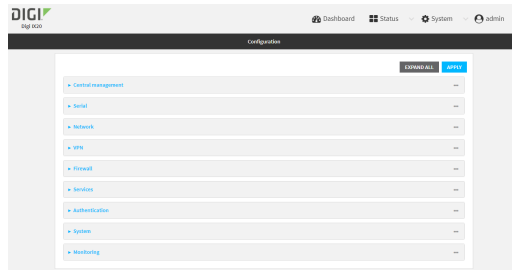 DIGI
Digi IX20
Dashboard
Status
System
admin
Configuration
EXPAND ALL
APPLY
Central management
Serial
Network
VPN
Firewall
Services
Authentication
System
Monitoring